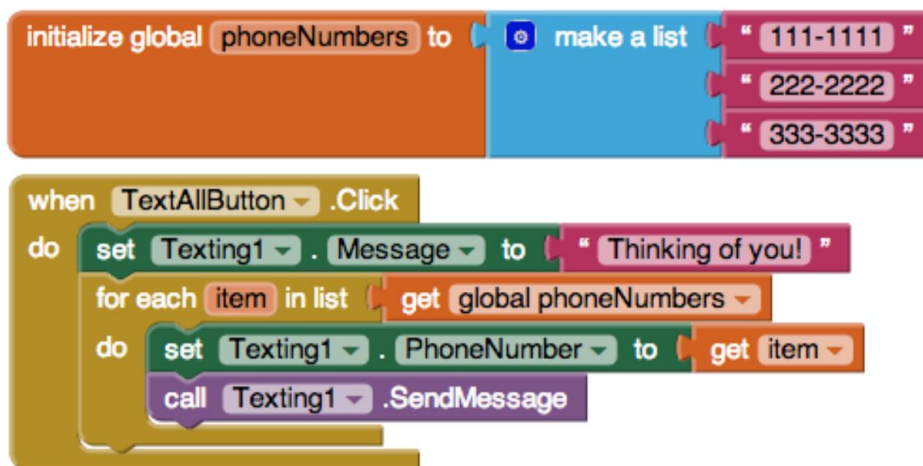 initialize global phoneNumbers to make a list " 111-1111 "
" 222-2222 "
" 333-3333 "
when TextAllButton .Click
do set Texting1 . Message to " Thinking of you! "
for each item in list get global phoneNumbers
do set Texting1 . PhoneNumber to get item
call Texting1 .SendMessage